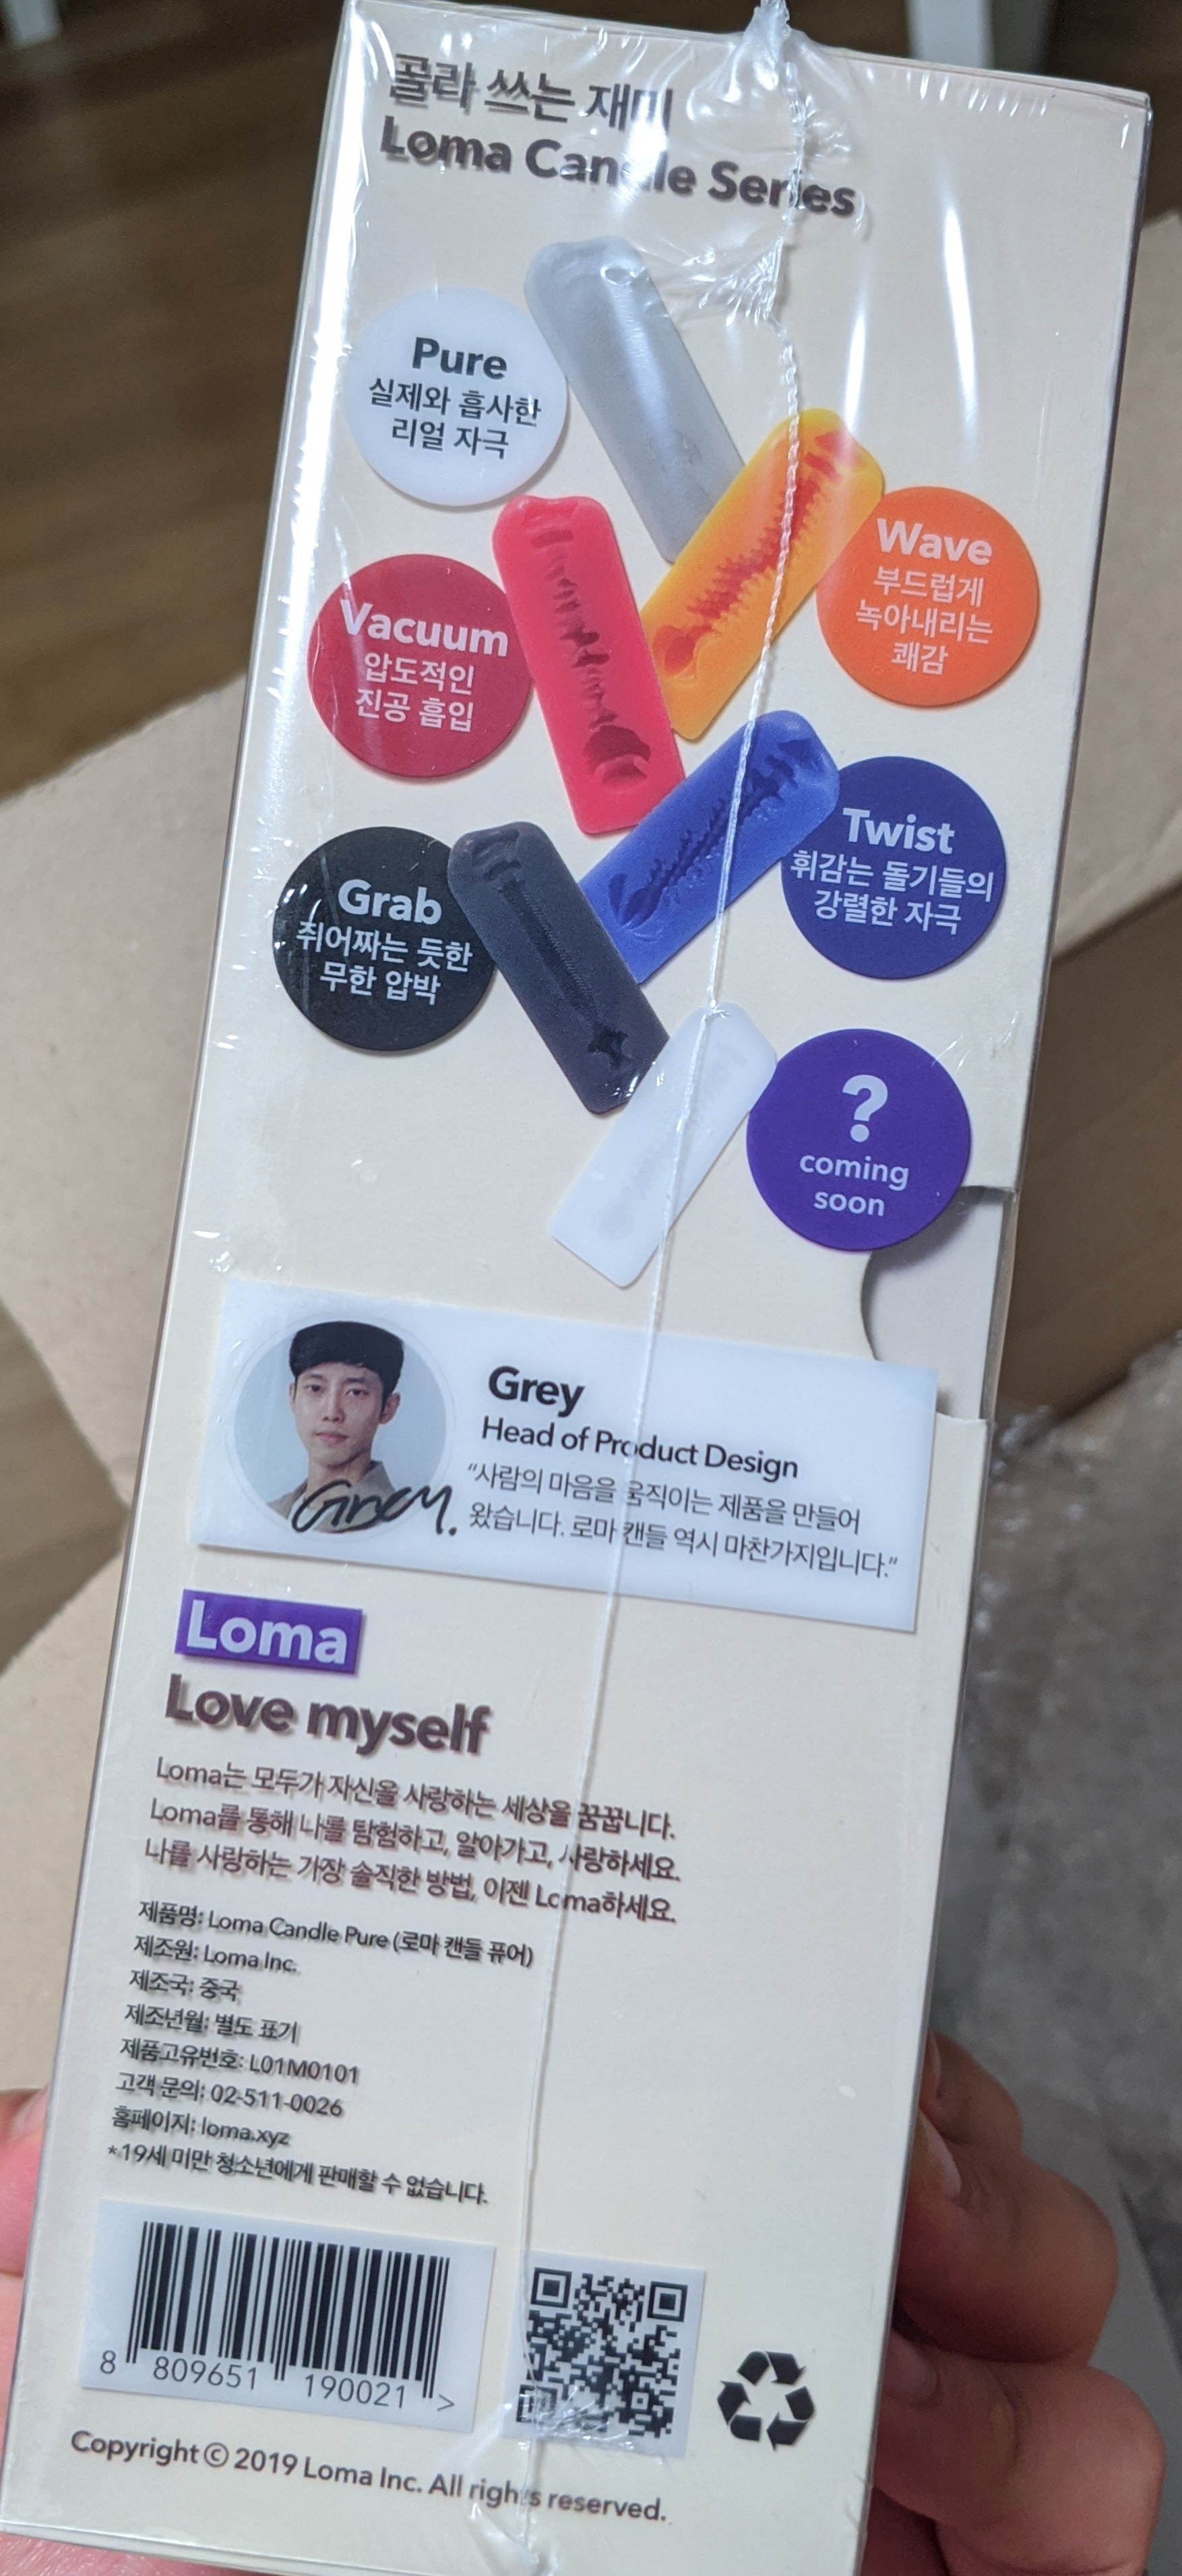 골라 쓰는 재미
Loma Candle Series
Pure
실제와 흡사한
리얼 자극
Wave
부드럽게
녹아내리는
쾌감
Vacuum
압도적인
진공 흡입
Twist
휘감는 돌기들의
강렬한 자극
Grab
쥐어짜는 듯한
무한 압박
?
coming
soon
Grey
Head of Product Design
“사람의 마음을 움직이는 제품을 만들어
왔습니다. 로마 캔들 역시 마찬가지입니다.“
Grey.
Loma
Love myself
Loma는 모두가 자신을 사랑하는 세상을 꿈꿉니다.
Loma를 통해 나를 탐험하고, 알아가고, 사랑하세요.
나를 사랑하는 가장 솔직한 방법, 이젠 Loma하세요.
제품명: Loma Candle Pure (로마 캔들 퓨어)
제조원: Loma Inc.
제조국: 중국
제조년월: 별도 표기
제품고유번호: L01M0101
고객 문의: 02-511-0026
홈페이지: loma.xyz
*19세 미만 청소년에게 판매할 수 없습니다.
8 809651 190021 >
Copyright © 2019 Loma Inc. All rights reserved.